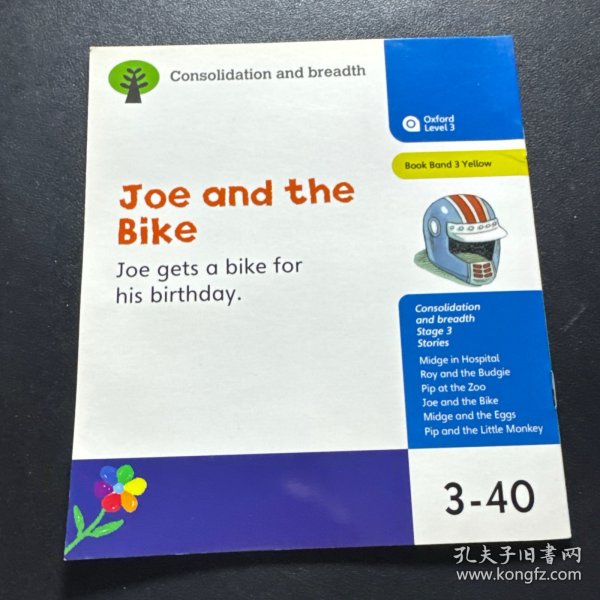 Consolidation and breadth
Oxford
Level 3
Book Band 3 Yellow
Joe and the
Bike
Joe gets a bike for
his birthday.
Consolidation
and breadth
Stage 3
Stories
Midge in Hospital
Roy and the Budgie
Pip at the Zoo
Joe and the Bike
Midge and the Eggs
Pip and the Little Monkey
3-40
孔夫子旧书网
www.kongfz.com